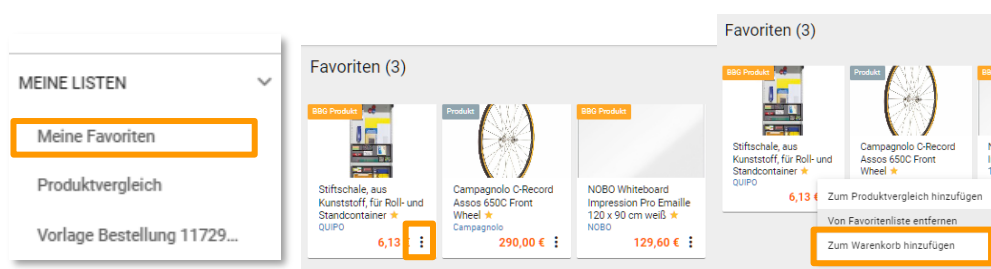 MEINE LISTEN
Meine Favoriten
Produktvergleich
Vorlage Bestellung 11729...
Favoriten (3)
BBG Produkt
Stiftschale, aus
Kunststoff, für Roll- und
Standcontainer
QUIPO
6,13
Produkt
Campagnolo C-Record
Assos 650C Front
Wheel
Campagnolo
290,00 €
BBG Produkt
NOBO Whiteboard
Impression Pro Emaille
120 x 90 cm weiß
NOBO
129,60 €
Favoriten (3)
BBG Produkt
Stiftschale, aus
Kunststoff, für Roll- und
Standcontainer
QUIPO
6,13
Produkt
Campagnolo C-Record
Assos 650C Front
Wheel
Zum Produktvergleich hinzufügen
Von Favoritenliste entfernen
Zum Warenkorb hinzufügen